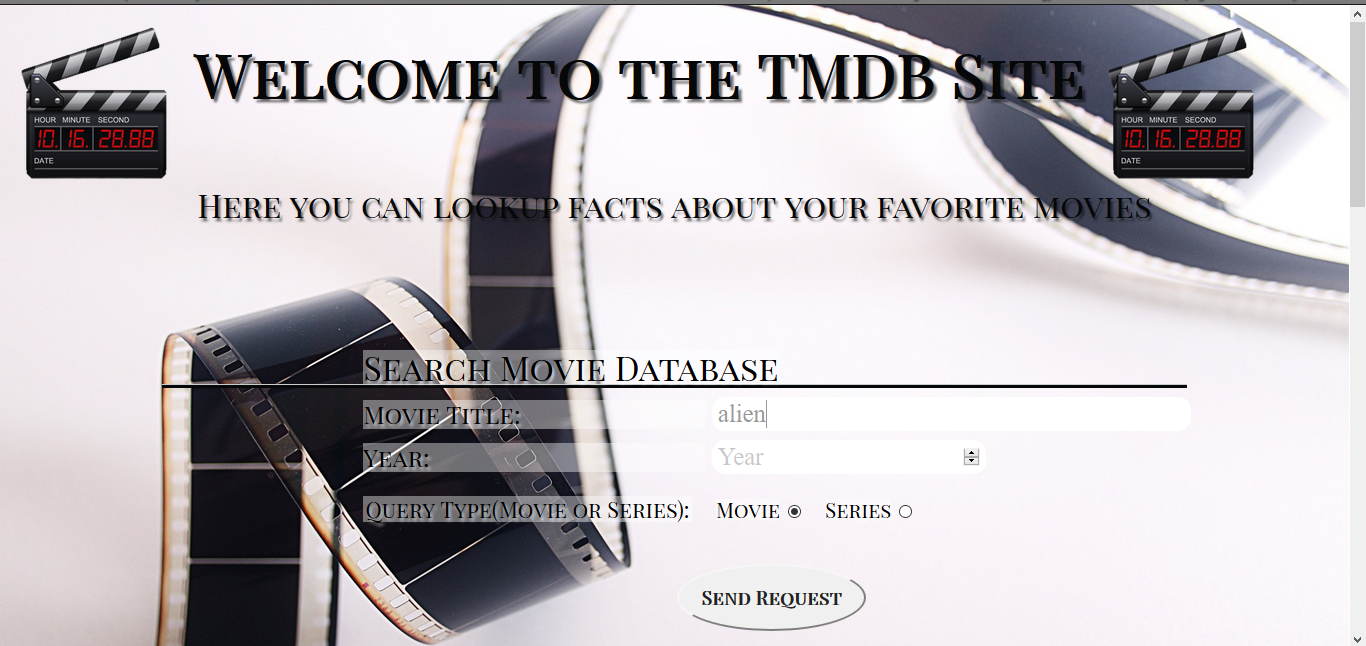 Welcome to the TMDB Site
HOUR MINUTE SECOND
10. 16. 28.88
DATE
HOUR MINUTE SECOND
10. 16. 28.88
DATE
Here you can lookup facts about your favorite movies
Search Movie Database
Movie Title: alien
Year: Year
Query Type(Movie or Series): Movie Series
Send Request